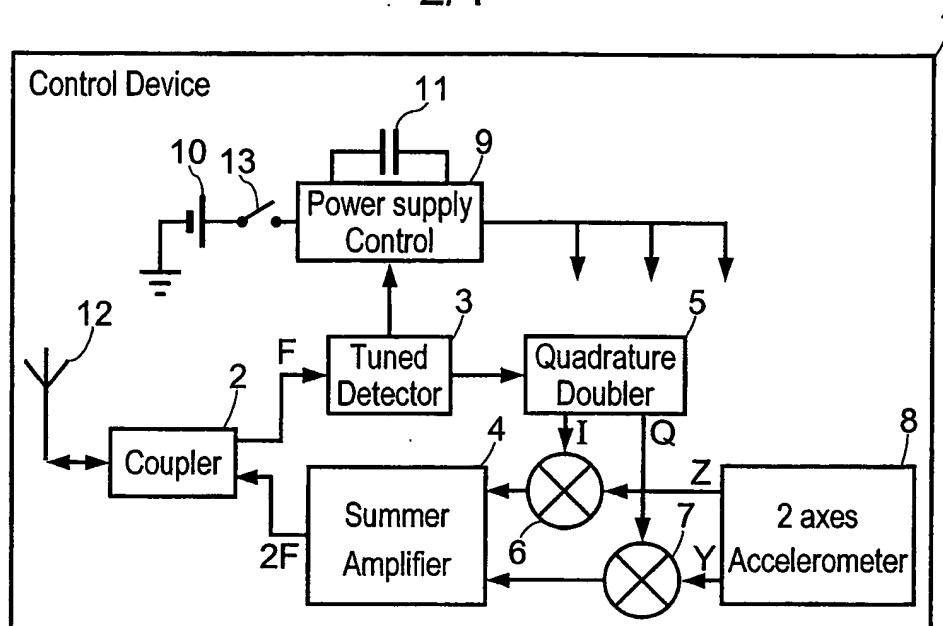 Control Device
11
10
13
9
Power supply
Control
12
3
5
F
Tuned
Detector
Quadrature
Doubler
2
Coupler
4
I
Q
8
Z
Summer
Amplifier
6
7
2 axes
Accelerometer
2F
Y